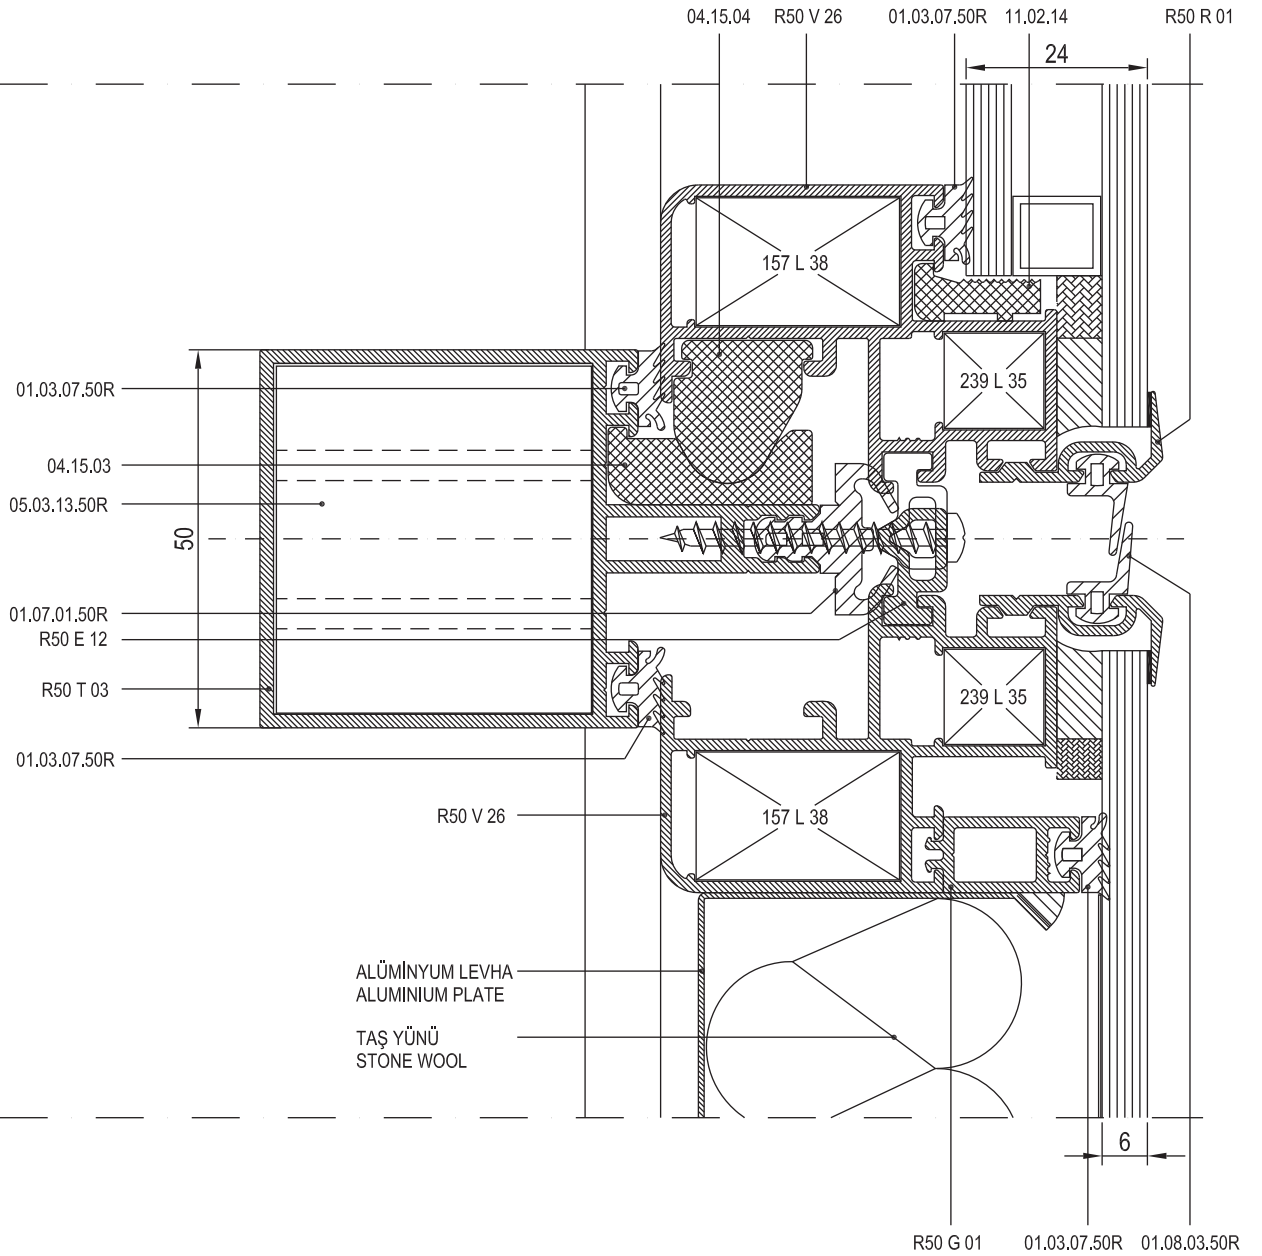 04.15.04
R50 V 26
01.03.07.50R
11.02.14
R50 R 01
24
157 L 38
239 L 35
01.03.07.50R
04.15.03
05.03.13.50R
50
01.07.01.50R
R50 E 12
R50 T 03
239 L 35
01.03.07.50R
R50 V 26
157 L 38
ALÜMİNYUM LEVHA
ALUMINIUM PLATE
TAŞ YÜNÜ
STONE WOOL
6
R50 G 01
01.03.07.50R
01.08.03.50R